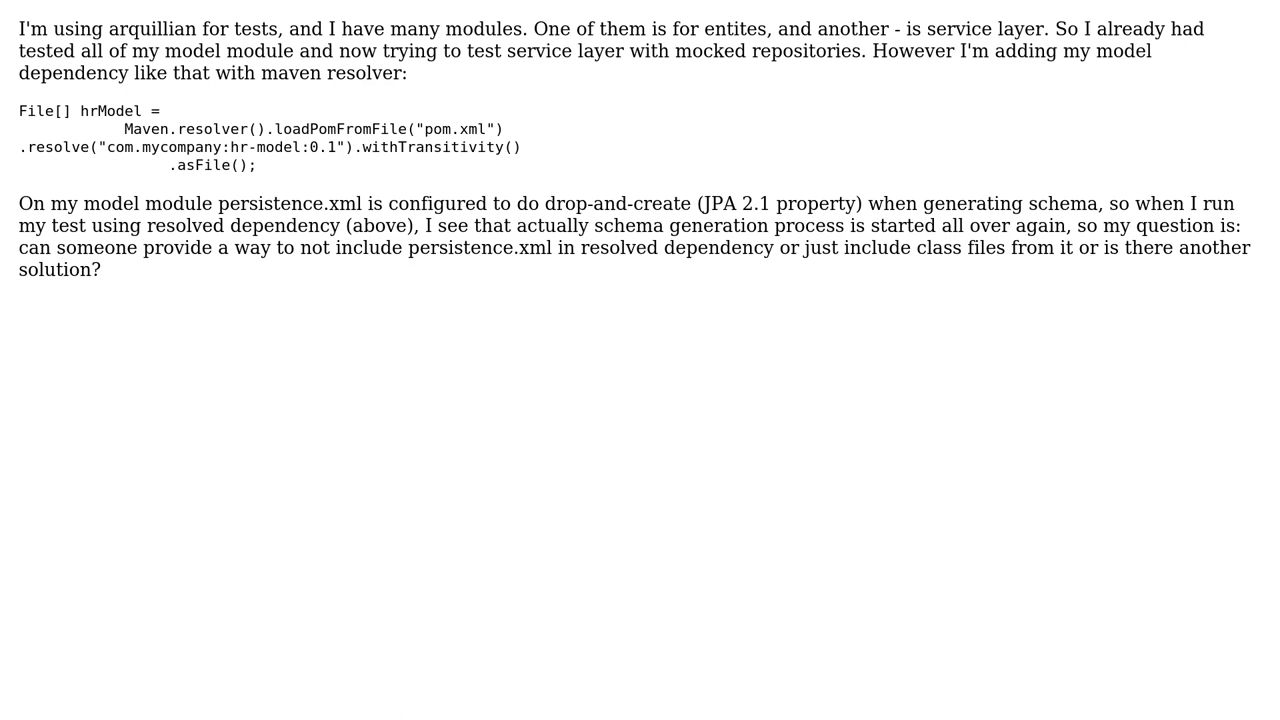 I'm using arquillian for tests, and I have many modules. One of them is for entites, and another - is service layer. So I already had
tested all of my model module and now trying to test service layer with mocked repositories. However I'm adding my model
dependency like that with maven resolver:
File[] hrModel =
            Maven.resolver().loadPomFromFile("pom.xml")
.resolve("com.mycompany:hr-model:0.1").withTransitivity()
                 .asFile();
On my model module persistence.xml is configured to do drop-and-create (JPA 2.1 property) when generating schema, so when I run
my test using resolved dependency (above), I see that actually schema generation process is started all over again, so my question is:
can someone provide a way to not include persistence.xml in resolved dependency or just include class files from it or is there another
solution?